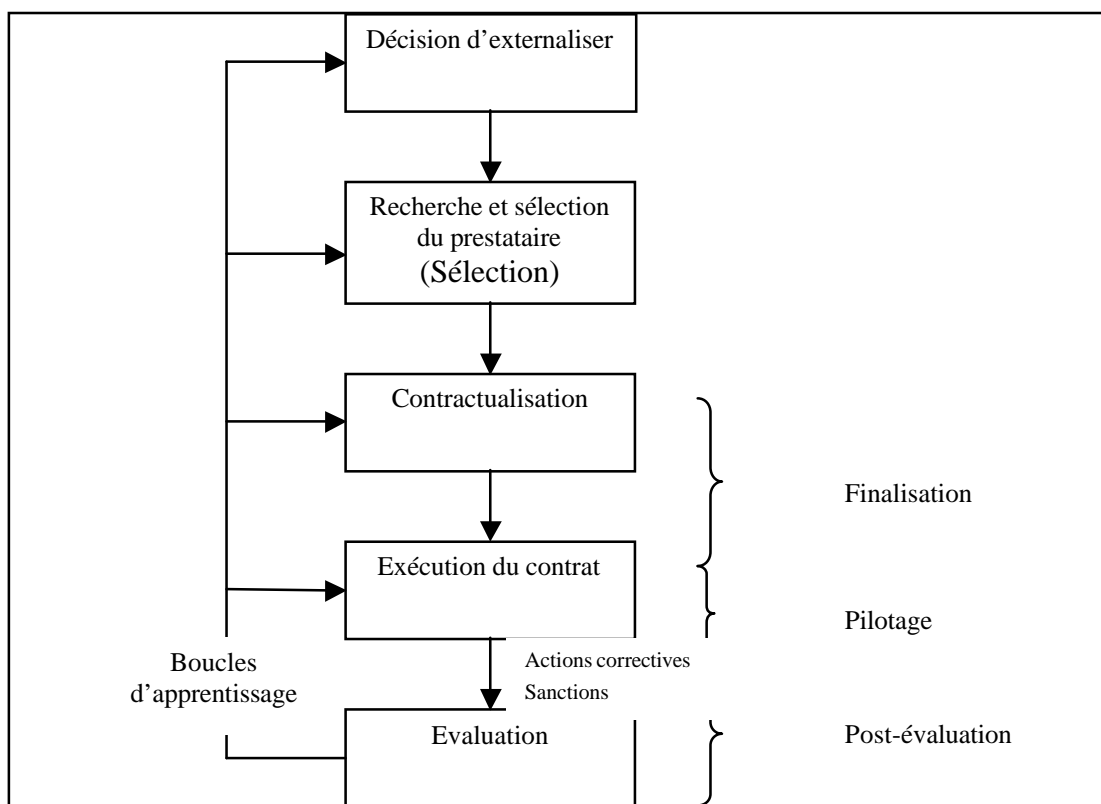 Décision d’externaliser
Recherche et sélection
du prestataire
(Sélection)
Contractualisation
Finalisation
Exécution du contrat
Pilotage
Boucles
d’apprentissage
Actions correctives
Sanctions
Evaluation
Post-évaluation